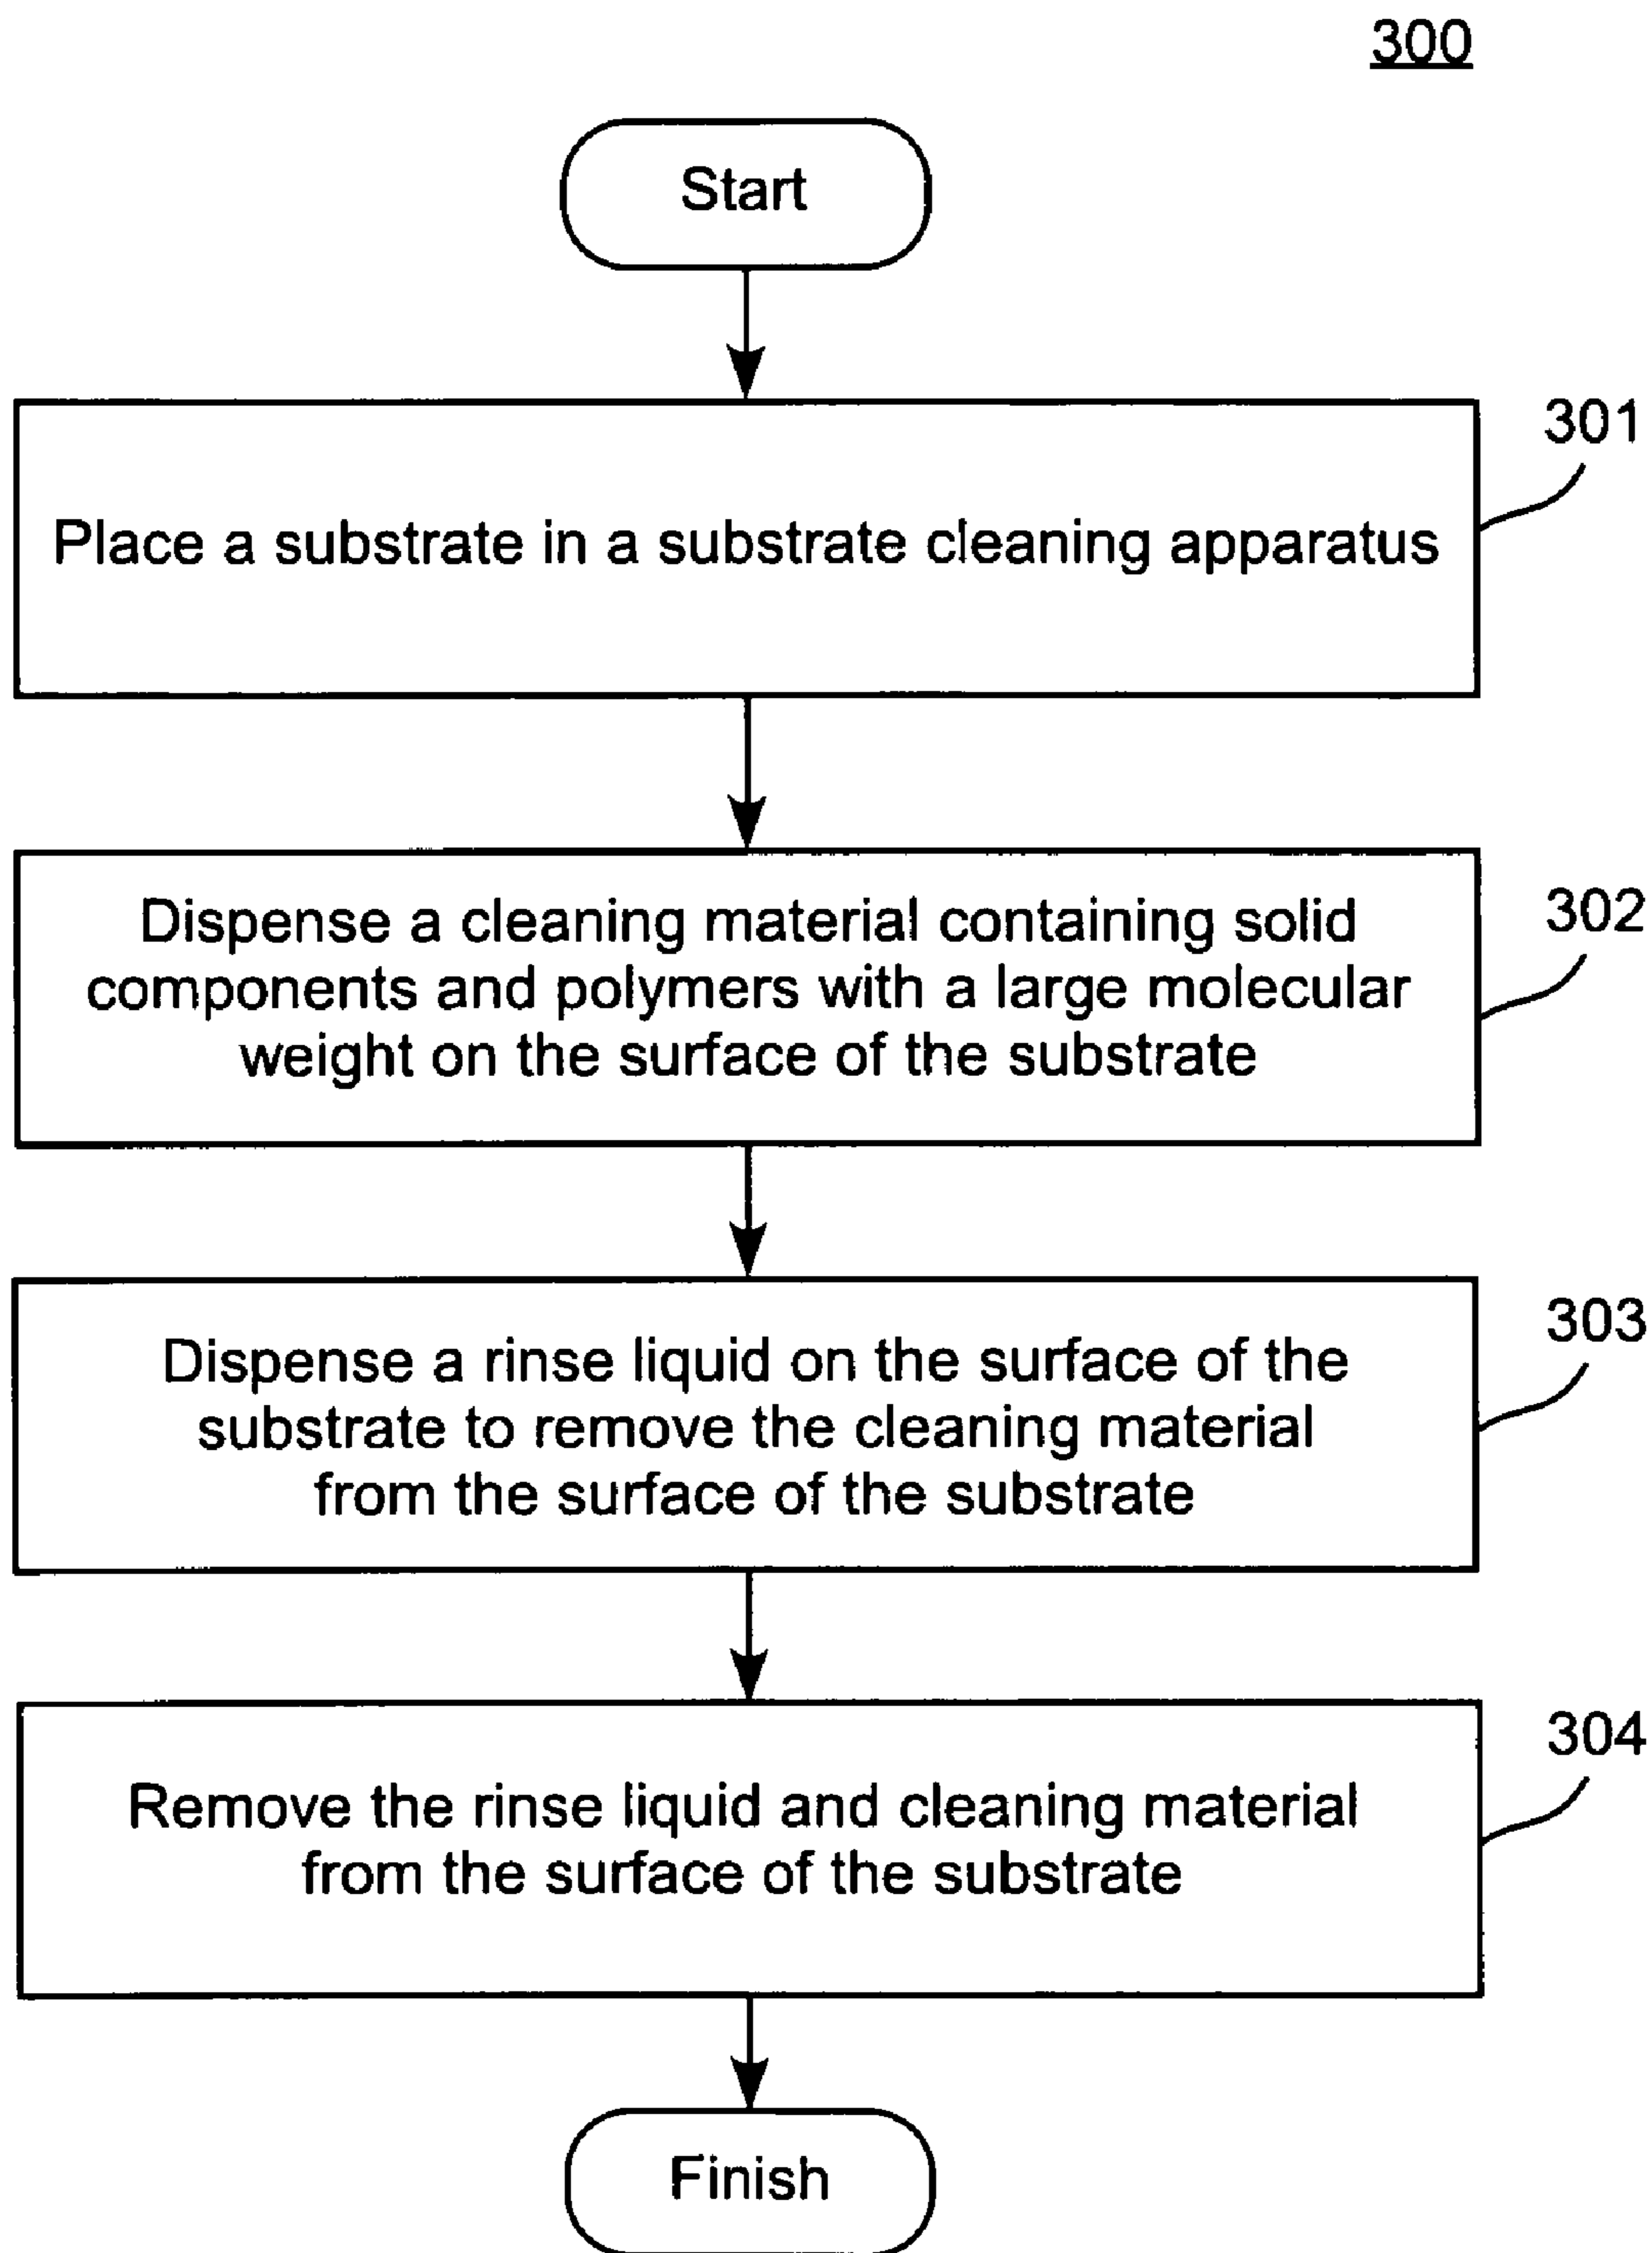 300
Start
301
Place a substrate in a substrate cleaning apparatus
302
Dispense a cleaning material containing solid
components and polymers with a large molecular
weight on the surface of the substrate
303
Dispense a rinse liquid on the surface of the
substrate to remove the cleaning material
from the surface of the substrate
304
Remove the rinse liquid and cleaning material
from the surface of the substrate
Finish